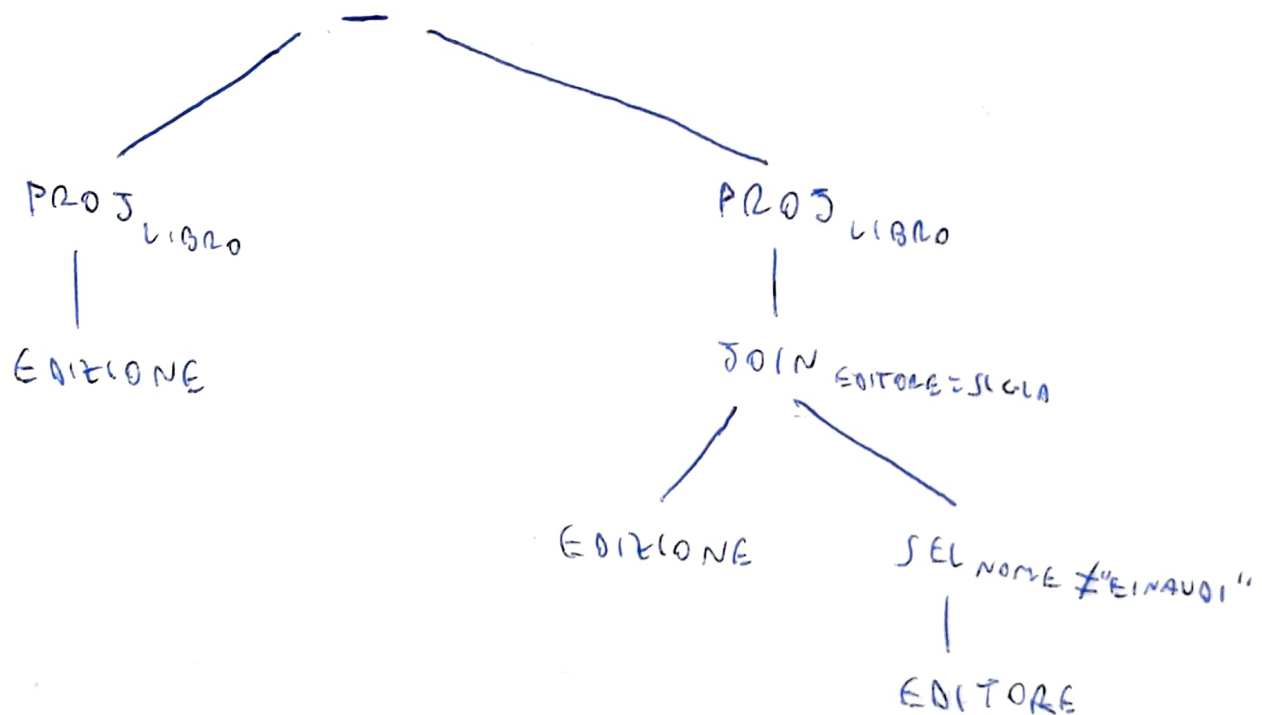 —
PROJ LIBRO
PROJ LIBRO
EDIZIONE
JOIN EDITORE = SIGLA
EDIZIONE
SEL NOME ≠ "EINAUDI"
EDITORE